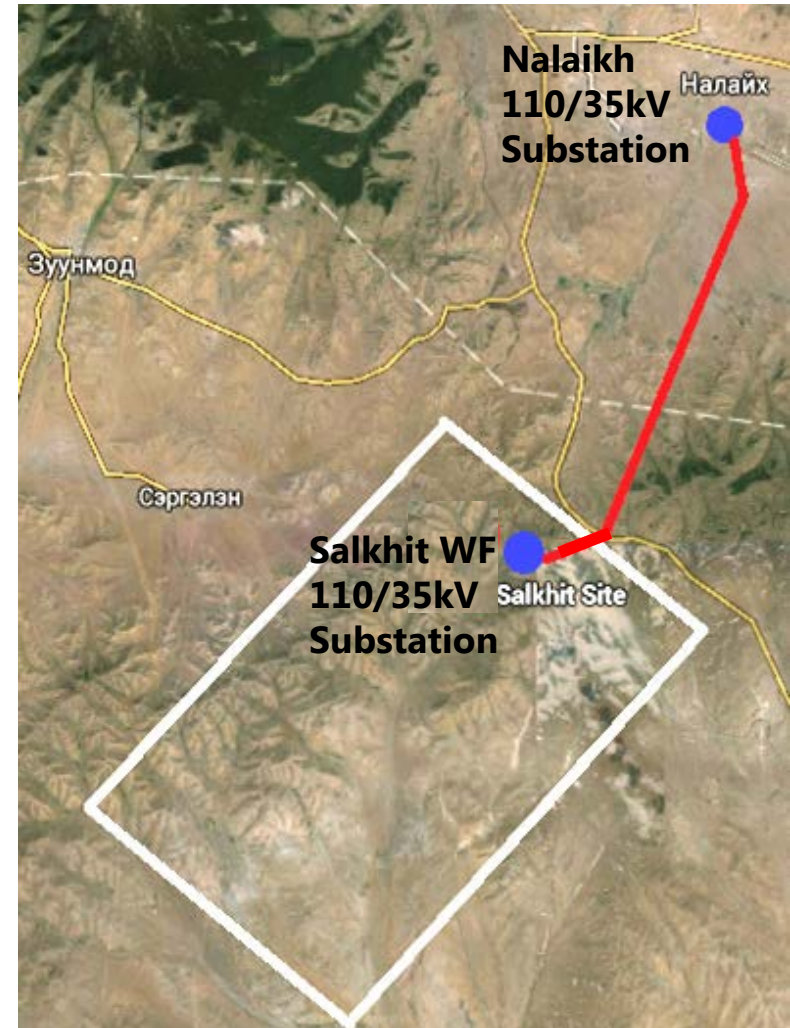 Nalaikh
110/35kV
Substation
Налайх
Зуунмод
Сэргэлэн
Salkhit WF
110/35kV
Substation
Salkhit Site